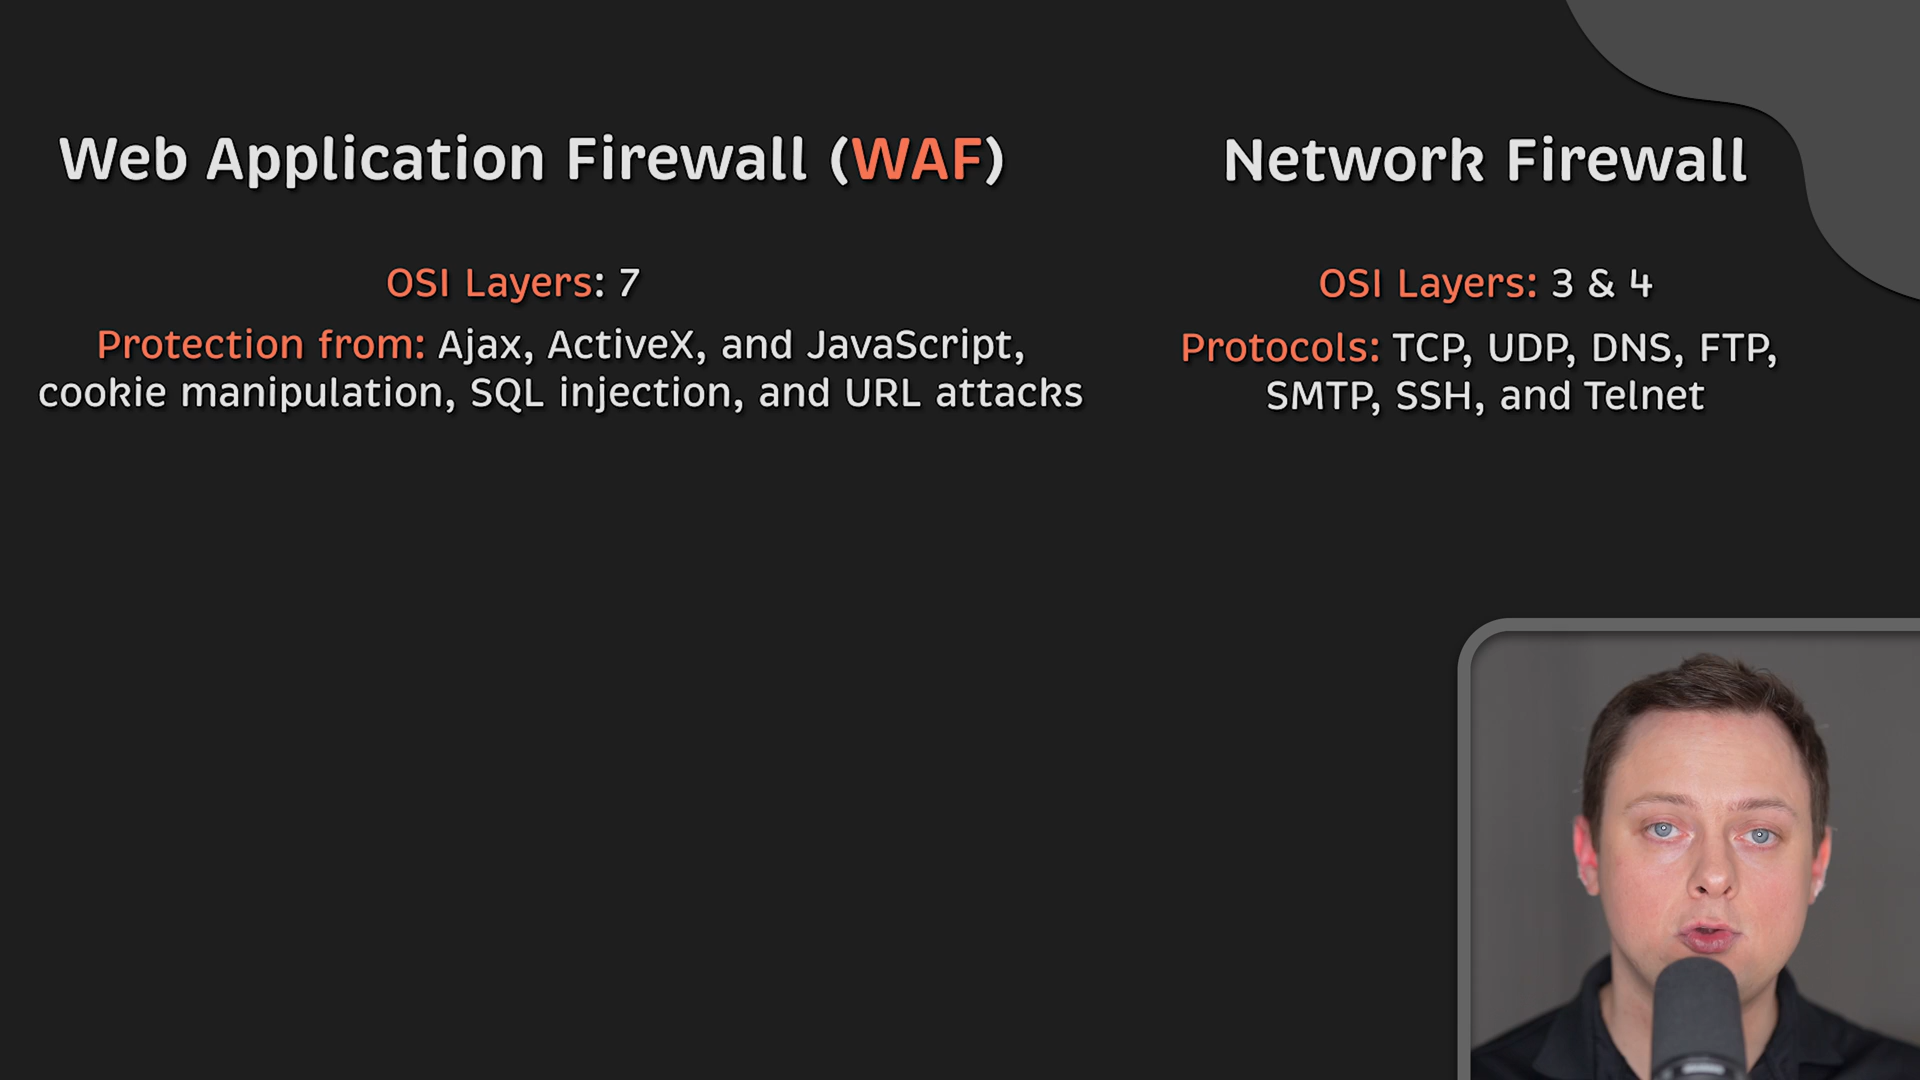 Web Application Firewall (WAF)
OSI Layers: 7
Protection from: Ajax, ActiveX, and JavaScript,
cookie manipulation, SQL injection, and URL attacks
Network Firewall
OSI Layers: 3 & 4
Protocols: TCP, UDP, DNS, FTP,
SMTP, SSH, and Telnet